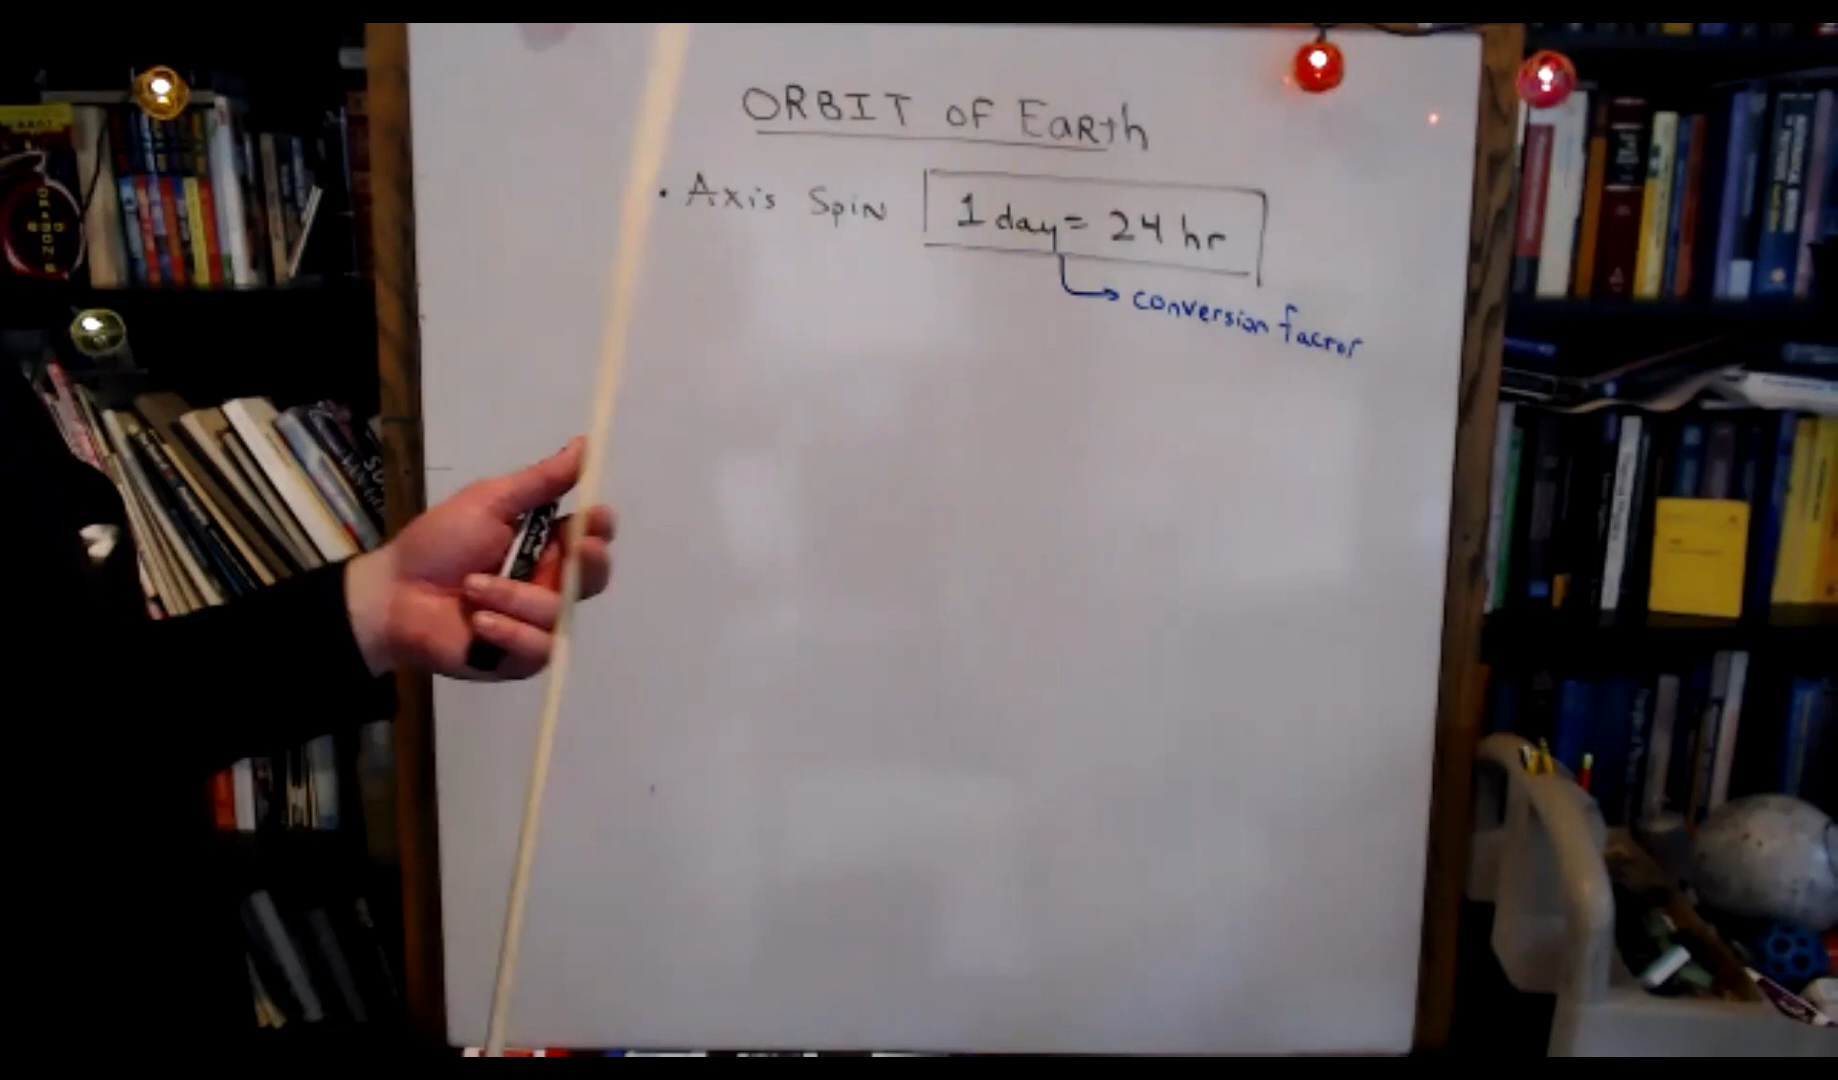 ORBIT OF Earth
• Axis Spin 1 day = 24 hr
conversion factor